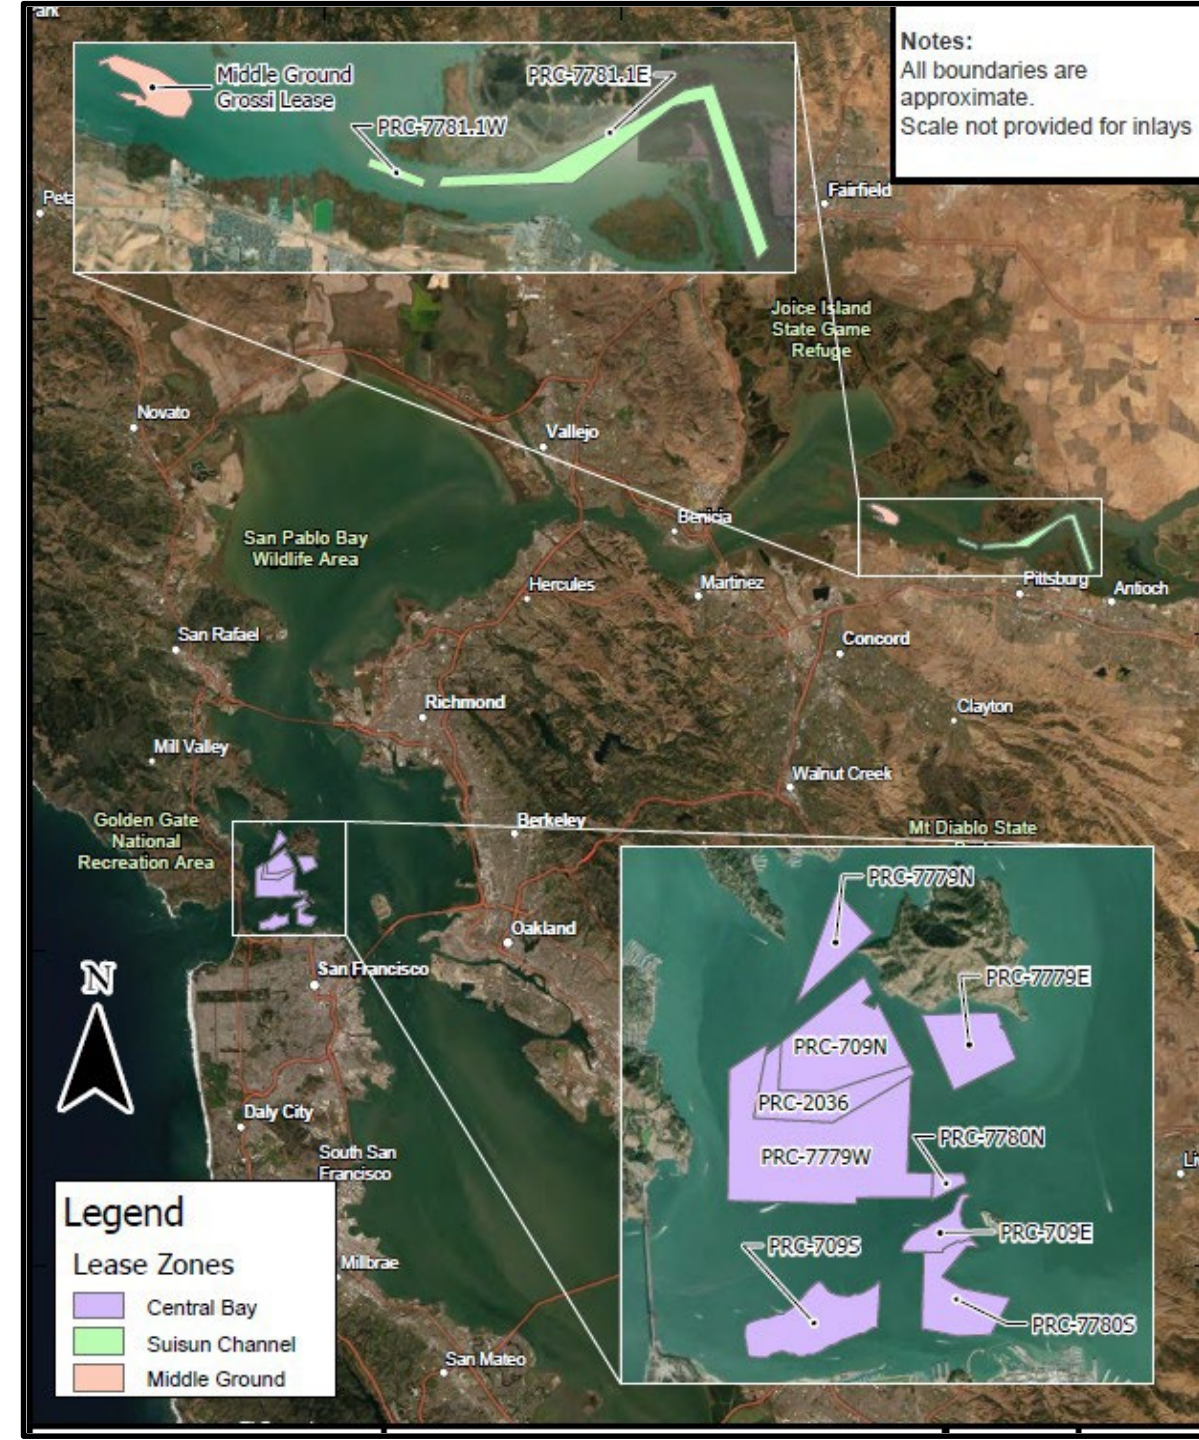 ark
Notes:
All boundaries are
approximate.
Scale not provided for inlays
Middle Ground
Grossi Lease
PRC-7781.1E
PRC-7781.1W
Peta
Fairfield
Joice Island
State Game
Refuge
Novato
Vallejo
Benicia
San Pablo Bay
Wildlife Area
Hercules
Martinez
Pittsburg
Antioch
San Rafael
Concord
Richmond
Clayton
Mill Valley
Walnut Creek
Golden Gate
National
Recreation Area
Berkeley
Mt Diablo State
PRC-7779N
Oakland
N
San Francisco
PRC-7779E
PRC-709N
PRC-2036
Daly City
PRC-7780N
PRC-7779W
South San
Francisco
Legend
Lease Zones
Central Bay
Suisun Channel
Middle Ground
PRC-709E
PRC-709S
Millbrae
PRC-7780S
San Mateo